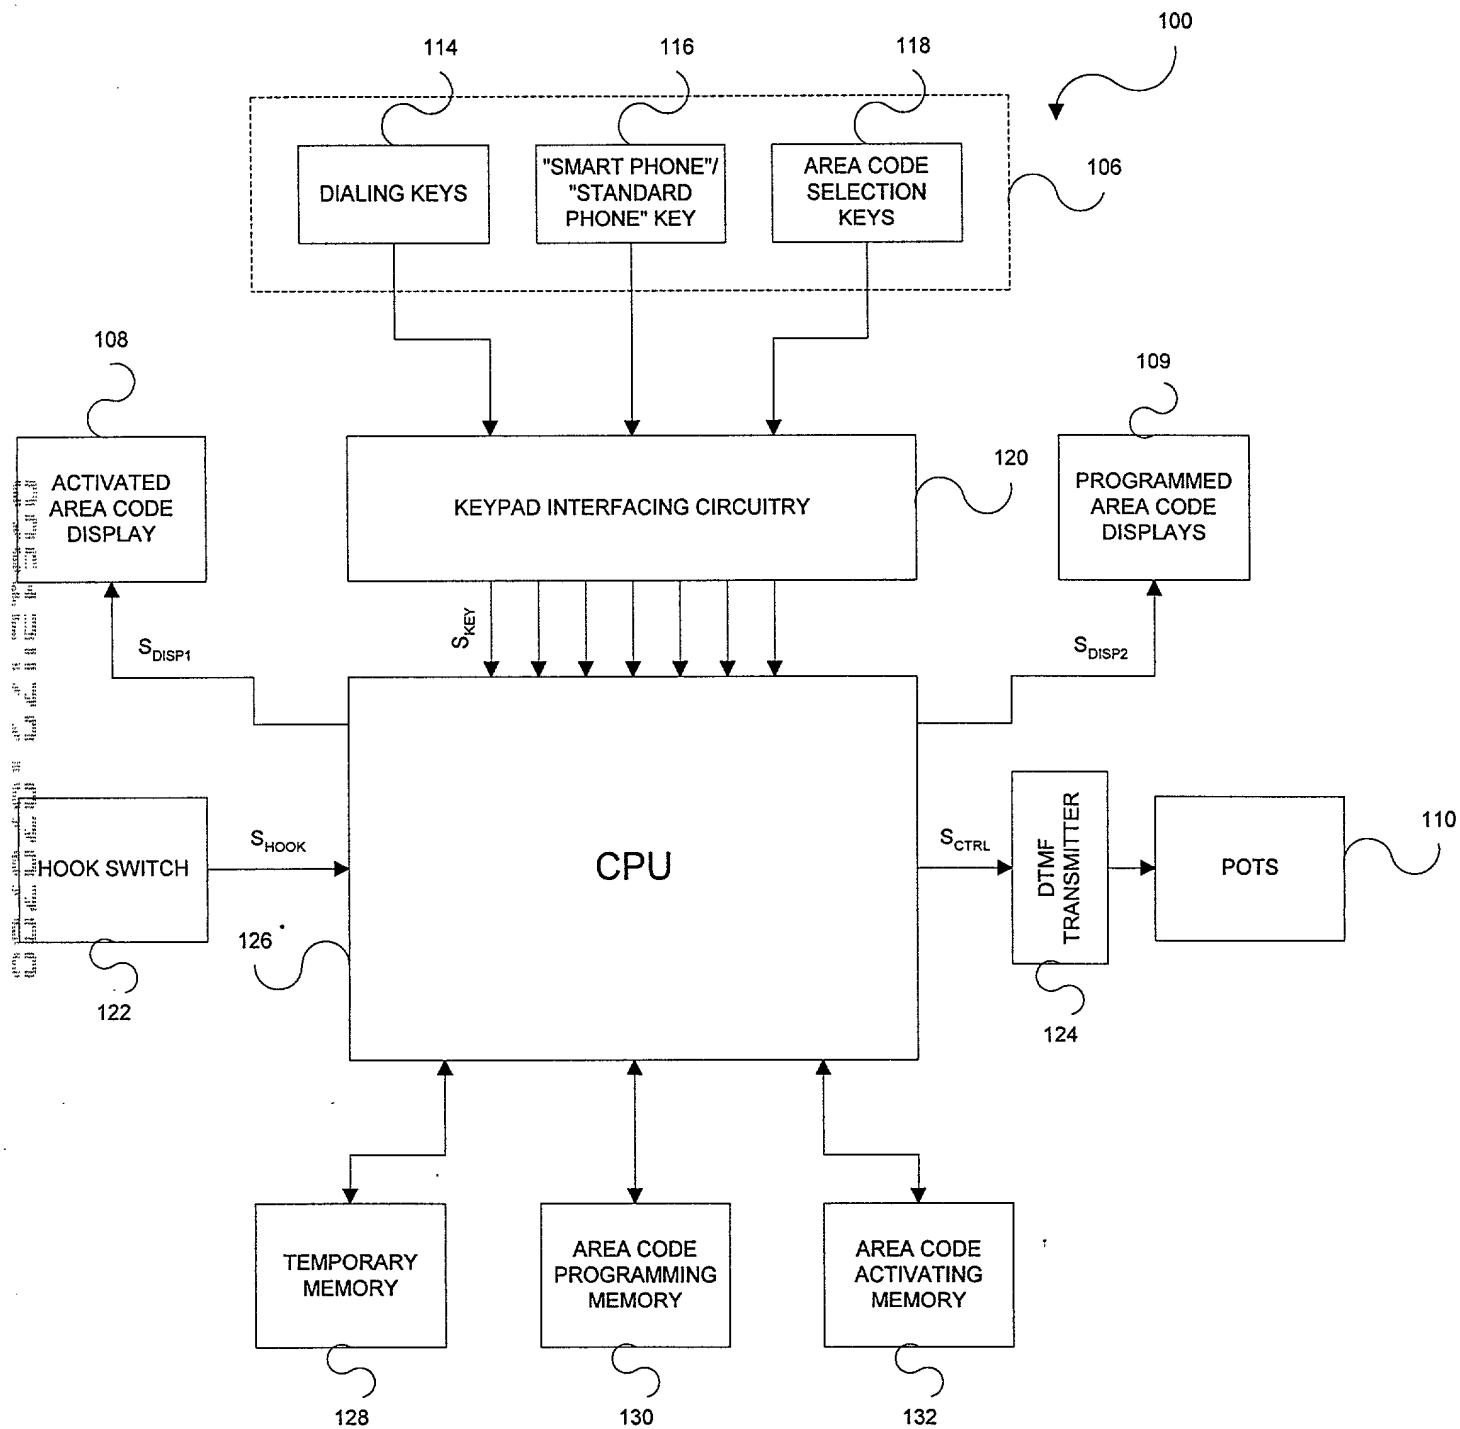 100
114
116
118
DIALING KEYS
"SMART PHONE"/
"STANDARD
PHONE" KEY
AREA CODE
SELECTION
KEYS
106
108
109
ACTIVATED
AREA CODE
DISPLAY
KEYPAD INTERFACING CIRCUITRY
120
PROGRAMMED
AREA CODE
DISPLAYS
SKEY
SDISP1
SDISP2
HOOK SWITCH
SHOOK
CPU
SCTRL
DTMF
TRANSMITTER
POTS
110
126
122
124
TEMPORARY
MEMORY
AREA CODE
PROGRAMMING
MEMORY
AREA CODE
ACTIVATING
MEMORY
128
130
132